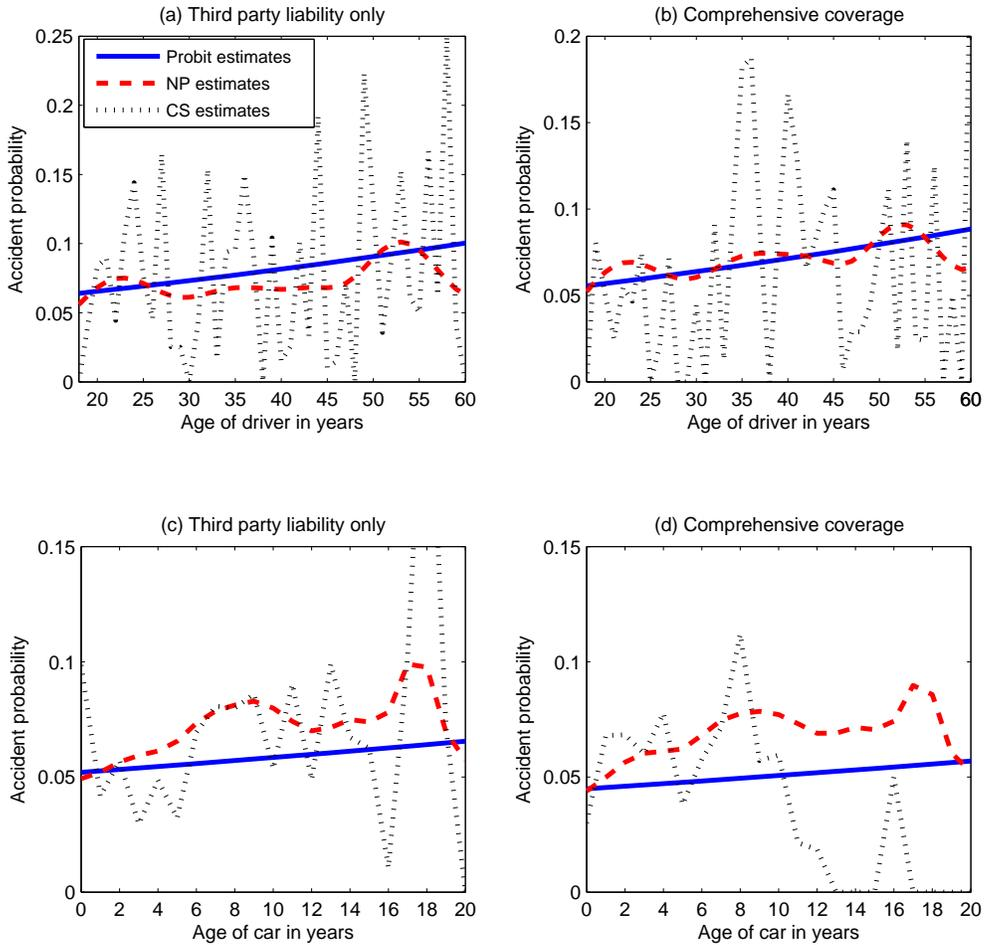 (a) Third party liability only
0.25
0.2
0.15
0.1
0.05
0
Accident probability
Probit estimates
NP estimates
CS estimates
20 25 30 35 40 45 50 55 60
Age of driver in years
(b) Comprehensive coverage
0.2
0.15
0.1
0.05
0
Accident probability
20 25 30 35 40 45 50 55 60
Age of driver in years
(c) Third party liability only
0.15
0.1
0.05
0
Accident probability
0 2 4 6 8 10 12 14 16 18 20
Age of car in years
(d) Comprehensive coverage
0.15
0.1
0.05
0
Accident probability
0 2 4 6 8 10 12 14 16 18 20
Age of car in years